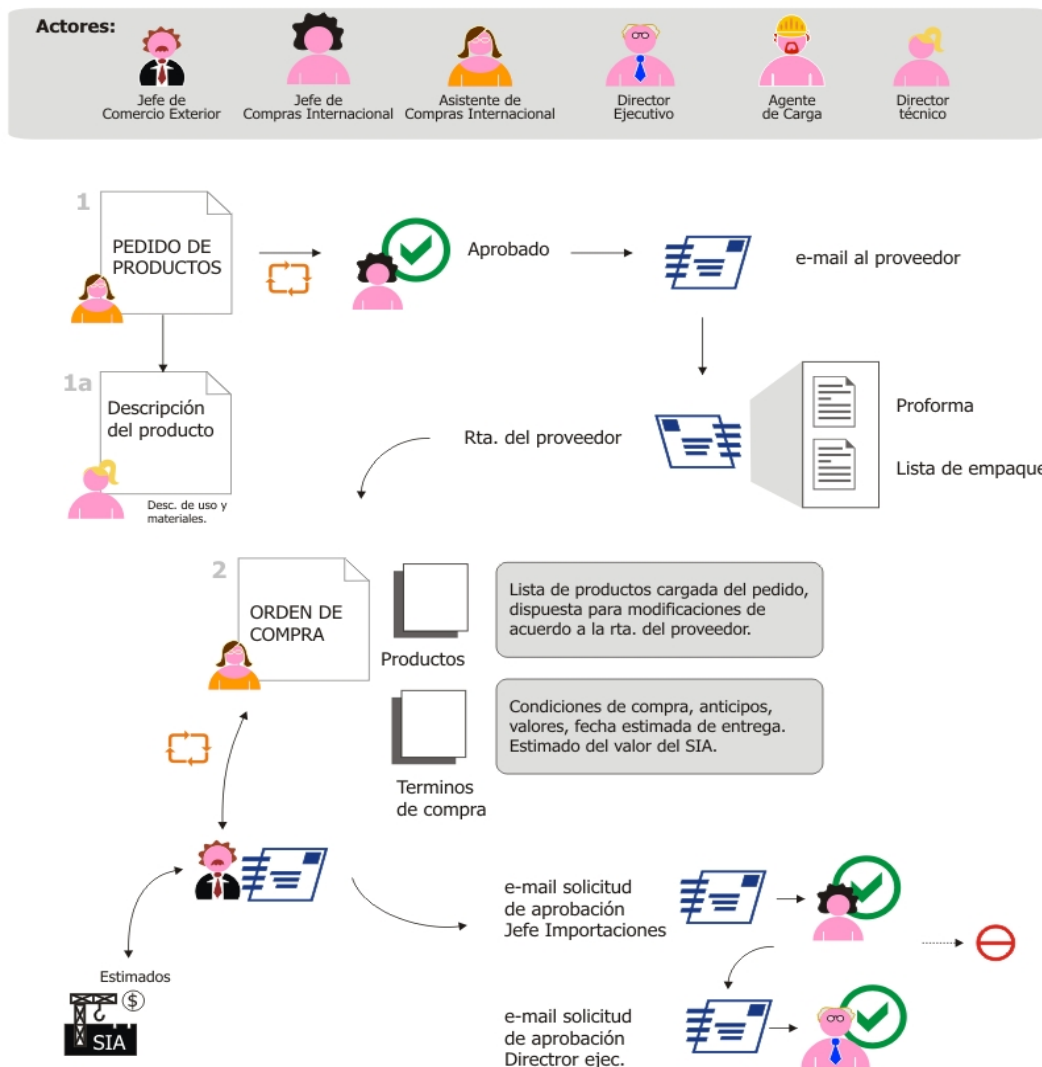 Actores:
Jefe de
Comercio Exterior
Jefe de
Compras Internacional
Asistente de
Compras Internacional
Director
Ejecutivo
Agente
de Carga
Director
técnico
1
PEDIDO DE
PRODUCTOS
Aprobado
e-mail al proveedor
1a
Descripción
del producto
Desc. de uso y
materiales.
Rta. del proveedor
Proforma
Lista de empaque
2
ORDEN DE
COMPRA
Productos
Lista de productos cargada del pedido,
dispuesta para modificaciones de
acuerdo a la rta. del proveedor.
Terminos
de compra
Condiciones de compra, anticipos,
valores, fecha estimada de entrega.
Estimado del valor del SIA.
e-mail solicitud
de aprobación
Jefe Importaciones
Estimados
$
SIA
e-mail solicitud
de aprobación
Directror ejec.